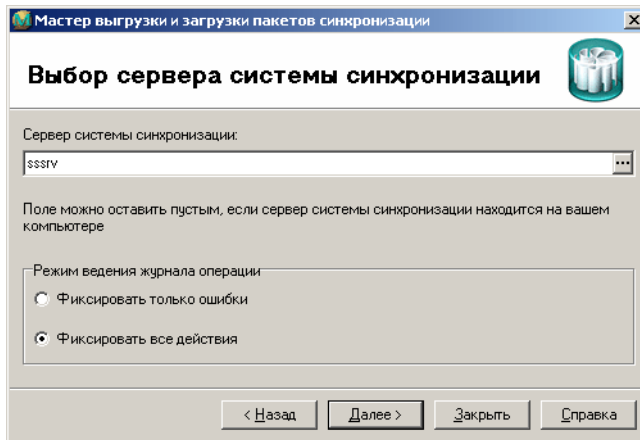 Мастер выгрузки и загрузки пакетов синхронизации
Выбор сервера системы синхронизации
Сервер системы синхронизации:
sssrv
...
Поле можно оставить пустым, если сервер системы синхронизации находится на вашем
компьютере
Режим ведения журнала операции
Фиксировать только ошибки
Фиксировать все действия
< Назад Далее > Закрыть Справка